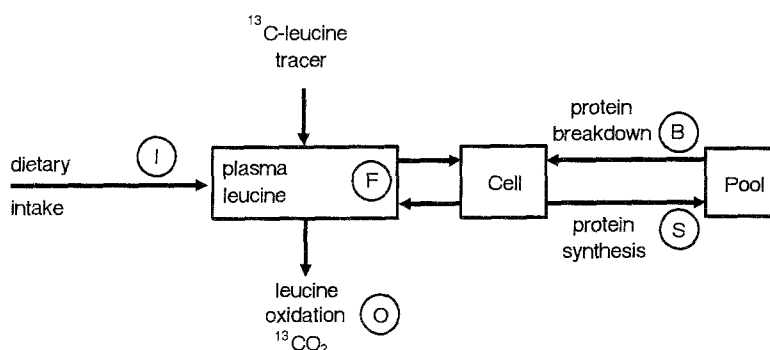 ¹³C-leucine
tracer
dietary
intake
I
plasma
leucine
F
Cell
protein
breakdown
B
Pool
protein
synthesis
S
leucine
oxidation
O
¹³CO₂